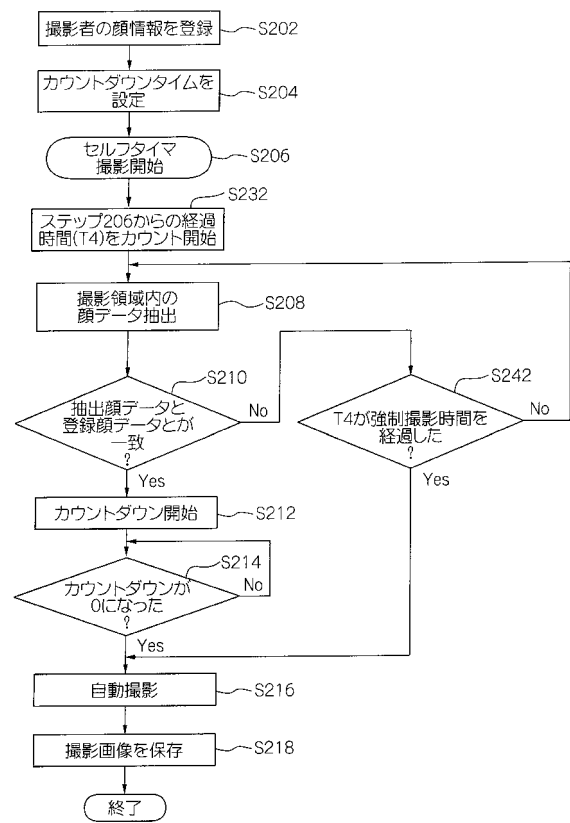 撮影者の顔情報を登録
S202
カウントダウンタイムを
設定
S204
セルフタイマ
撮影開始
S206
S232
ステップ206からの経過
時間(T4)をカウント開始
撮影領域内の
顔データ抽出
S208
S210
抽出顔データと
登録顔データとが
一致
?
No
Yes
S242
T4が強制撮影時間を
経過した
?
No
Yes
カウントダウン開始
S212
S214
カウントダウンが
0になった
?
No
Yes
自動撮影
S216
撮影画像を保存
S218
終了